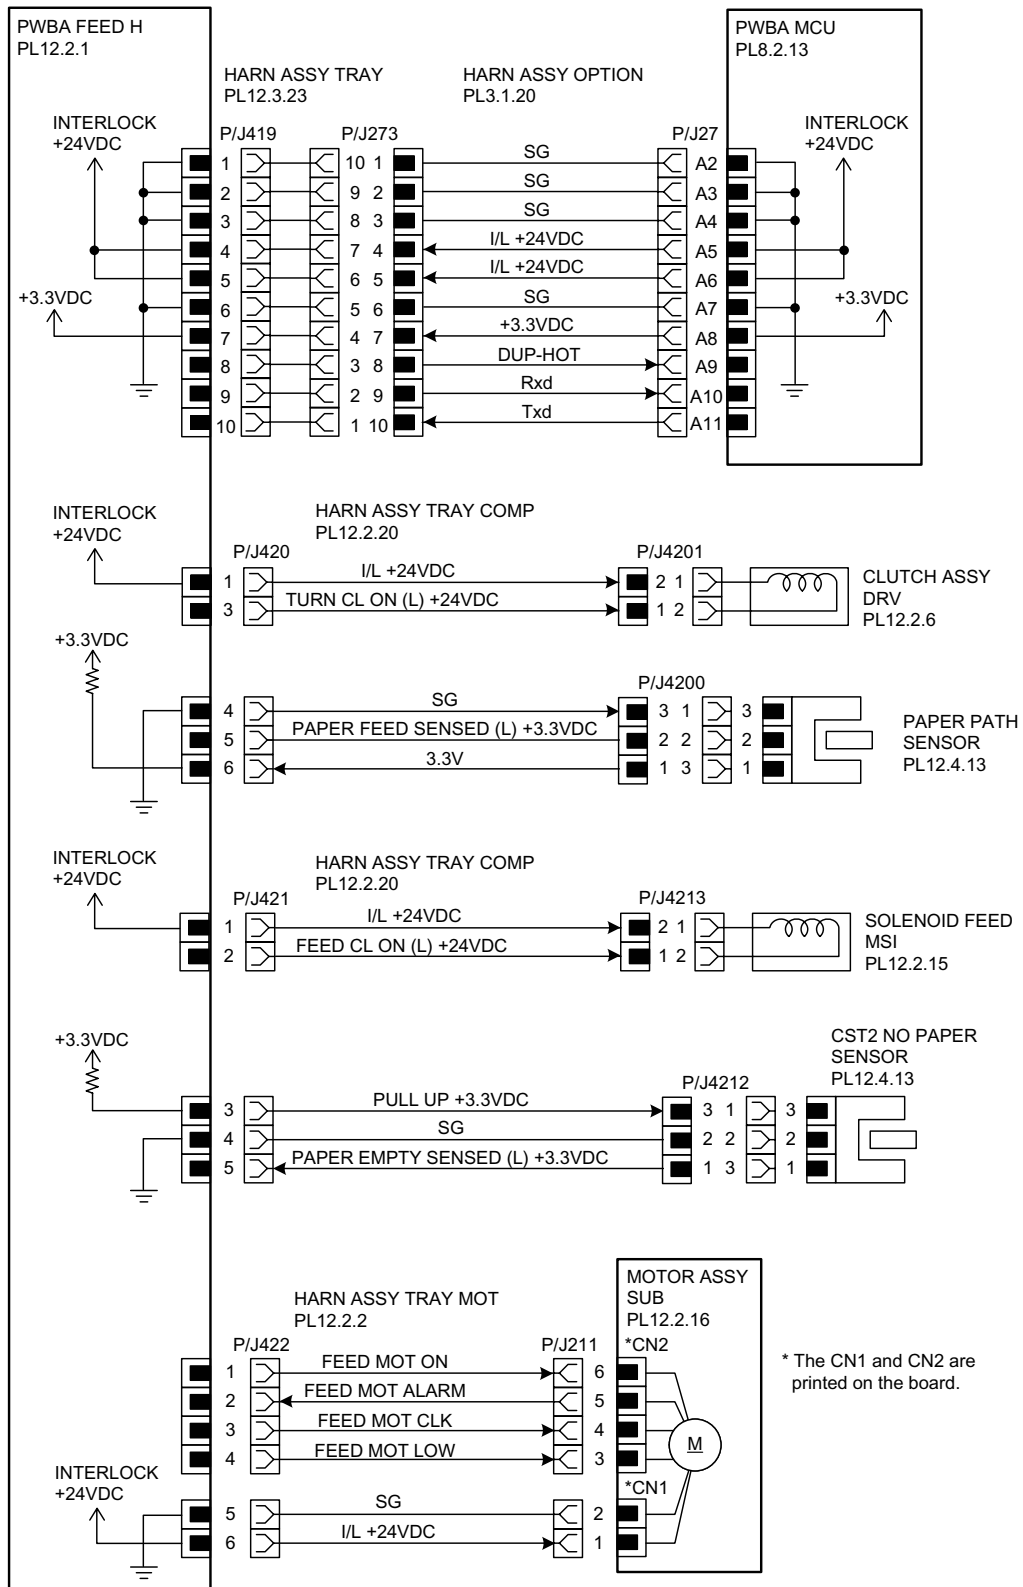 PWBA FEED H
PL12.2.1
PWBA MCU
PL8.2.13
HARN ASSY TRAY
PL12.3.23
HARN ASSY OPTION
PL3.1.20
INTERLOCK
+24VDC
P/J419
P/J273
P/J27
INTERLOCK
+24VDC
1 10 1 SG A2
2 9 2 SG A3
3 8 3 SG A4
4 7 4 I/L +24VDC A5
5 6 5 I/L +24VDC A6
+3.3VDC
6 5 6 SG A7
+3.3VDC
7 4 7 +3.3VDC A8
8 3 8 DUP-HOT A9
9 2 9 Rxd A10
10 1 10 Txd A11
INTERLOCK
+24VDC
HARN ASSY TRAY COMP
PL12.2.20
P/J420
P/J4201
1 I/L +24VDC 2 1
3 TURN CL ON (L) +24VDC 1 2
CLUTCH ASSY
DRV
PL12.2.6
+3.3VDC
P/J4200
4 SG 3 1 3
5 PAPER FEED SENSED (L) +3.3VDC 2 2 2
6 3.3V 1 3 1
PAPER PATH
SENSOR
PL12.4.13
INTERLOCK
+24VDC
HARN ASSY TRAY COMP
PL12.2.20
P/J421
P/J4213
1 I/L +24VDC 2 1
2 FEED CL ON (L) +24VDC 1 2
SOLENOID FEED
MSI
PL12.2.15
+3.3VDC
CST2 NO PAPER
SENSOR
PL12.4.13
P/J4212
3 PULL UP +3.3VDC 3 1 3
4 SG 2 2 2
5 PAPER EMPTY SENSED (L) +3.3VDC 1 3 1
HARN ASSY TRAY MOT
PL12.2.2
MOTOR ASSY
SUB
PL12.2.16
P/J422
P/J211
*CN2
1 FEED MOT ON 6
2 FEED MOT ALARM 5
3 FEED MOT CLK 4
4 FEED MOT LOW 3
M
* The CN1 and CN2 are
printed on the board.
INTERLOCK
+24VDC
*CN1
5 SG 2
6 I/L +24VDC 1